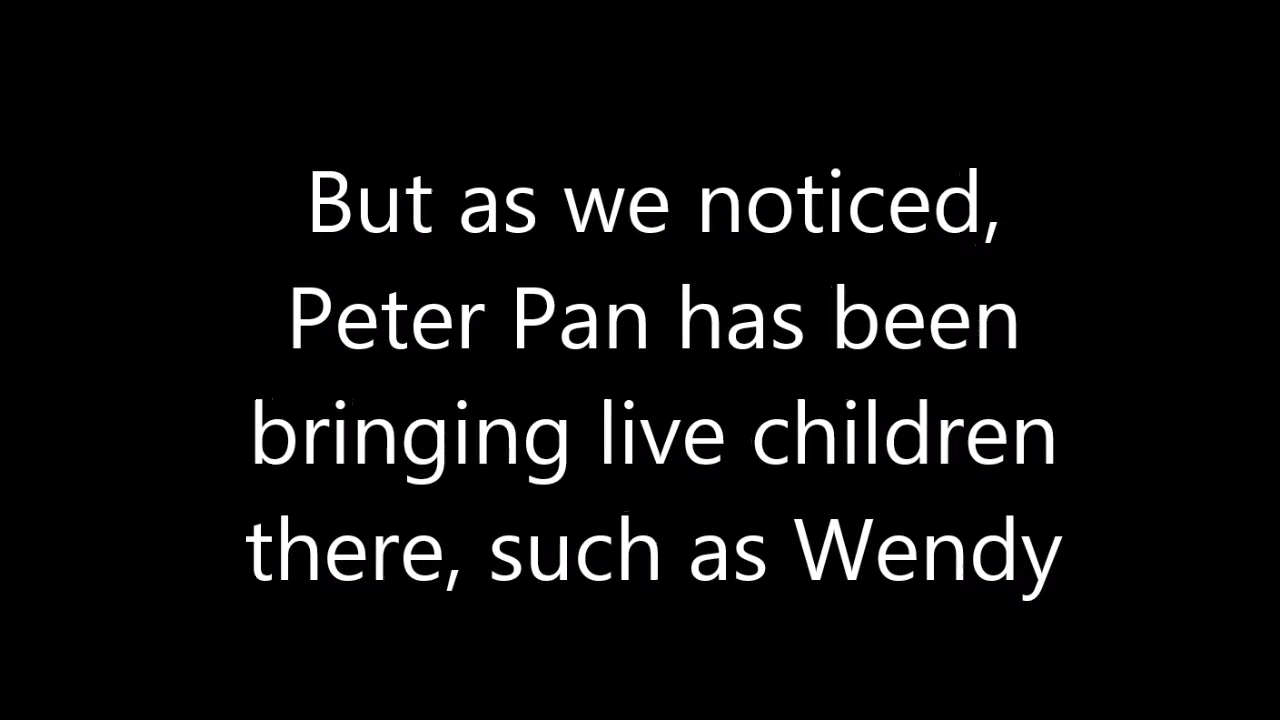 But as we noticed,
Peter Pan has been
bringing live children
there, such as Wendy